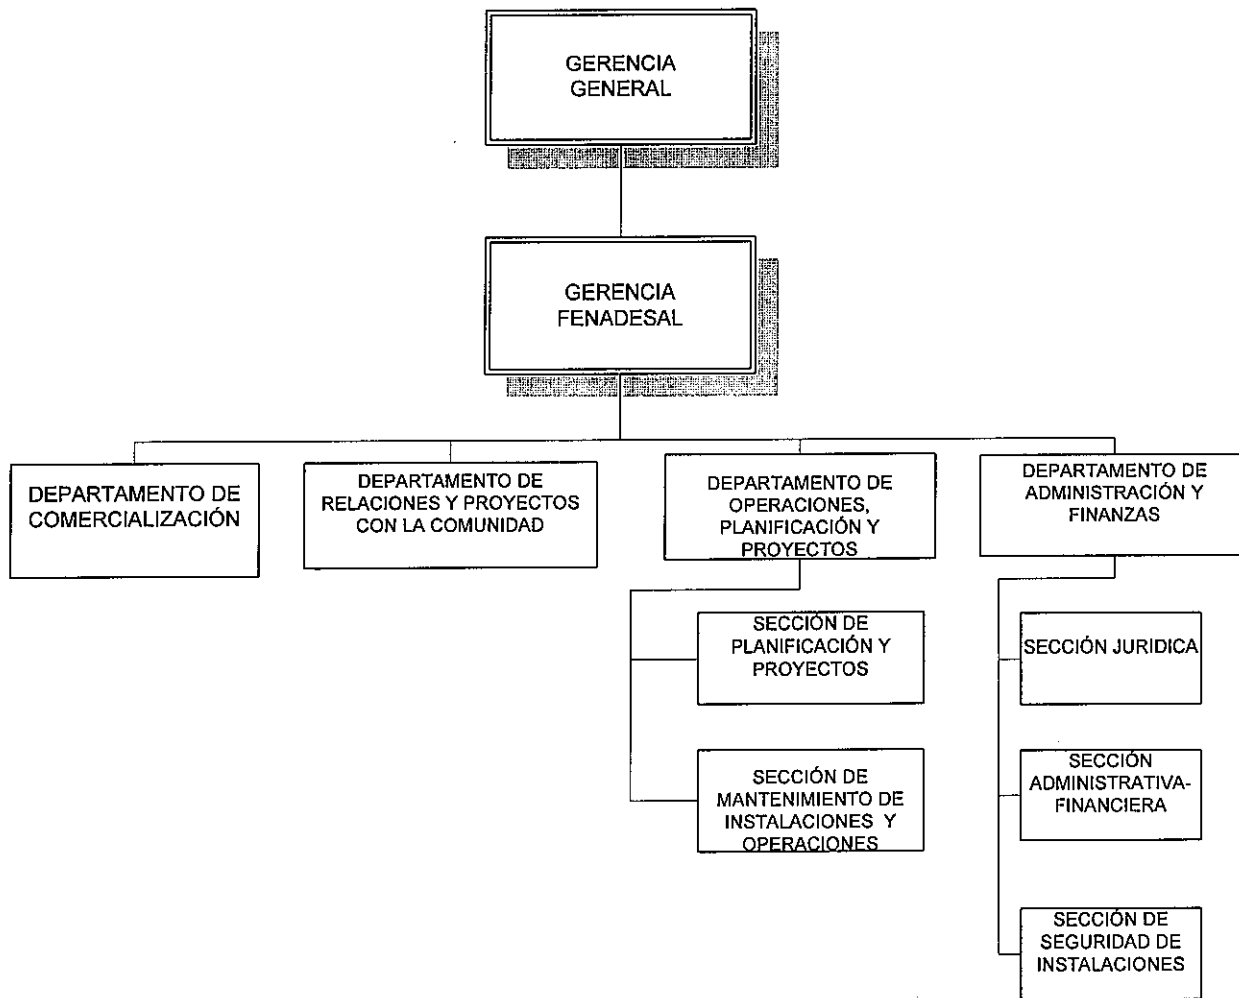 GERENCIA
GENERAL
GERENCIA
FENADESAL
DEPARTAMENTO DE
COMERCIALIZACIÓN
DEPARTAMENTO DE
RELACIONES Y PROYECTOS
CON LA COMUNIDAD
DEPARTAMENTO DE
OPERACIONES,
PLANIFICACIÓN Y
PROYECTOS
DEPARTAMENTO DE
ADMINISTRACIÓN Y
FINANZAS
SECCIÓN DE
PLANIFICACIÓN Y
PROYECTOS
SECCIÓN DE
MANTENIMIENTO DE
INSTALACIONES Y
OPERACIONES
SECCIÓN JURIDICA
SECCIÓN
ADMINISTRATIVA-
FINANCIERA
SECCIÓN DE
SEGURIDAD DE
INSTALACIONES